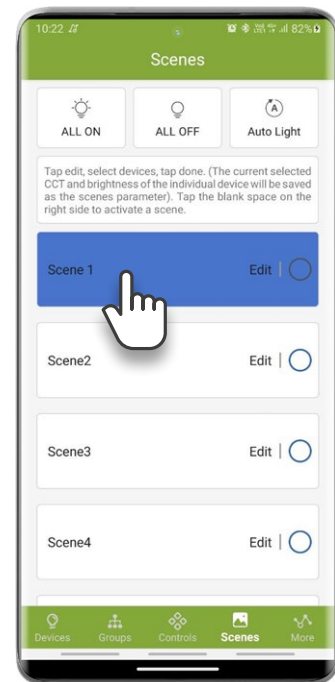 10:22
82%
Scenes
ALL ON
ALL OFF
Auto Light
Tap edit, select devices, tap done. (The current selected
CCT and brightness of the individual device will be saved
as the scenes parameter). Tap the blank space on the
right side to activate a scene.
Scene 1 Edit |
Scene2 Edit |
Scene3 Edit |
Scene4 Edit |
Devices Groups Controls Scenes More